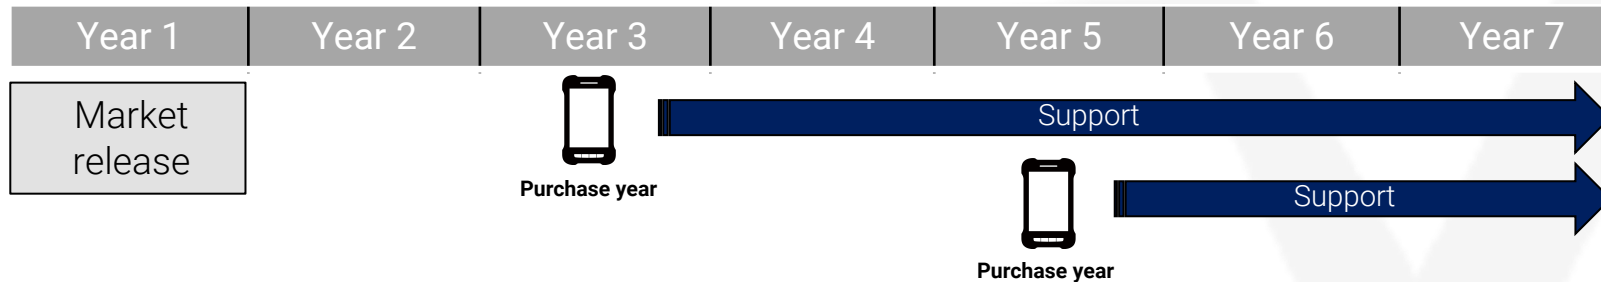 Year 1 Year 2 Year 3 Year 4 Year 5 Year 6 Year 7
Market
release
Support
Purchase year
Support
Purchase year